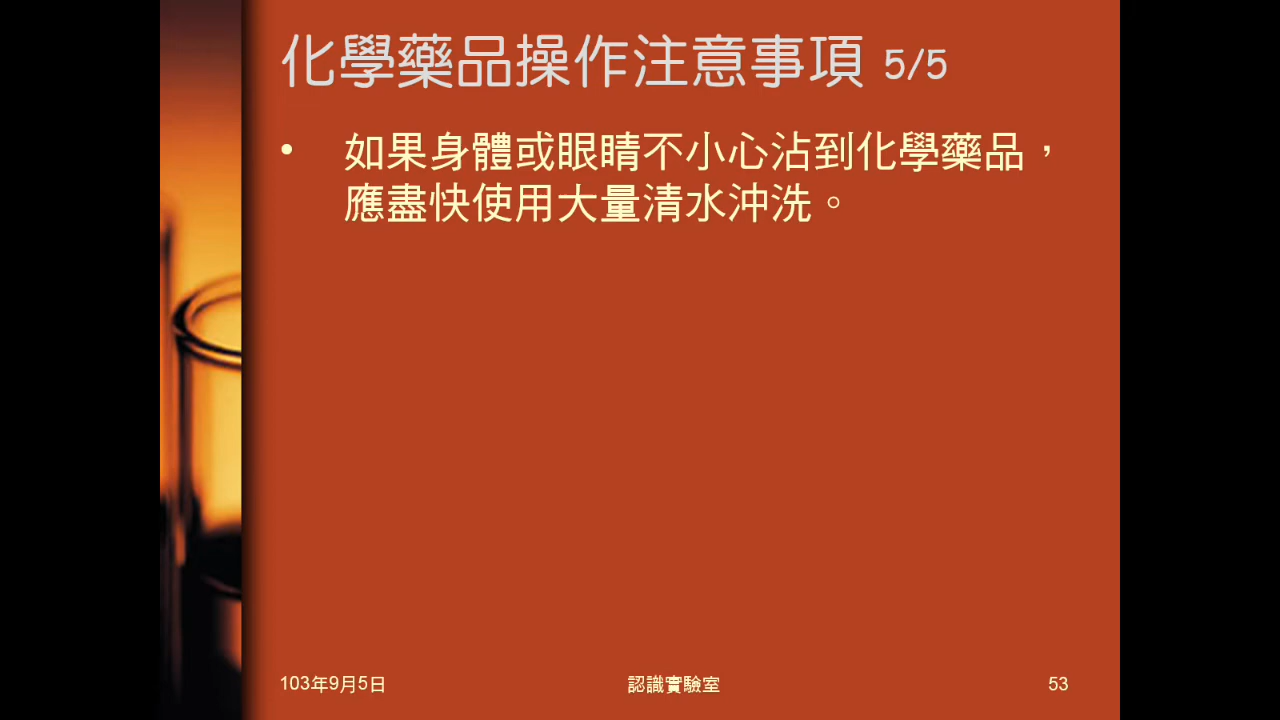 化學藥品操作注意事項 5/5
• 如果身體或眼睛不小心沾到化學藥品，
應盡快使用大量清水沖洗。
103年9月5日
認識實驗室
53